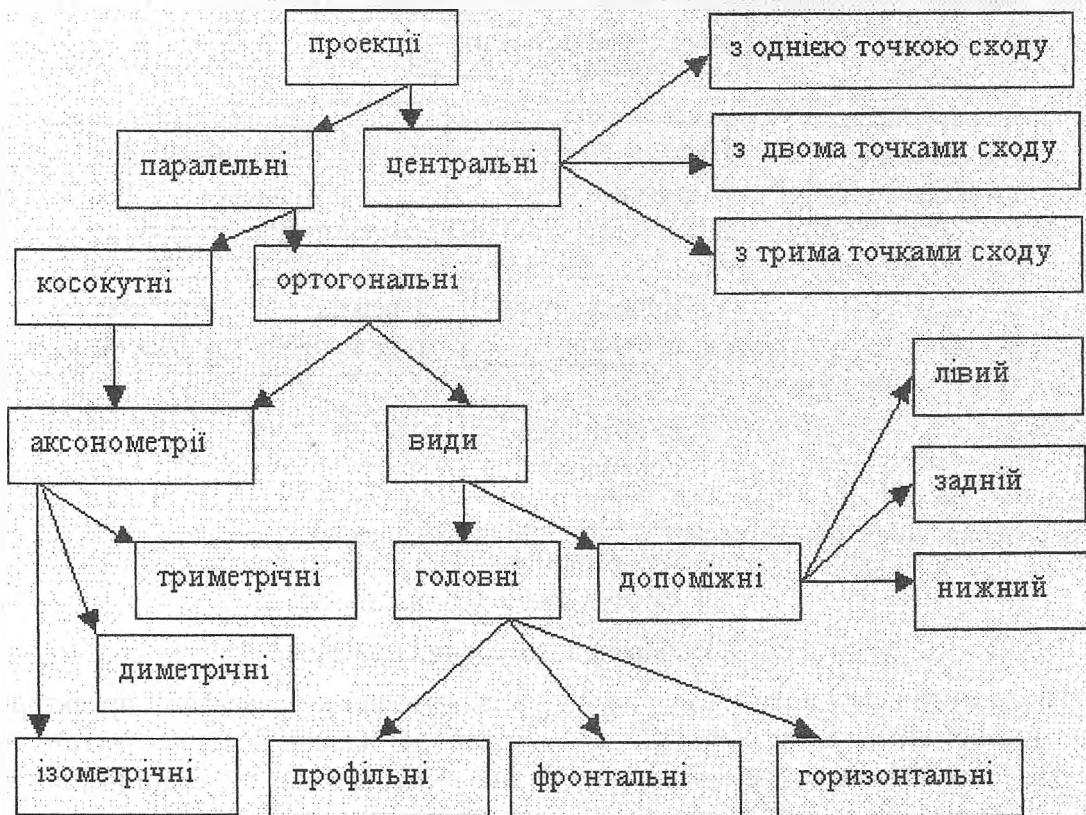 проекції
з однією точкою сходу
паралельні
центральні
з двома точками сходу
косокутні
ортогональні
з трима точками сходу
лівий
аксонометрії
види
задній
триметрічні
головні
допоміжні
нижний
диметрічні
ізометрічні
профільні
фронтальні
горизонтальні